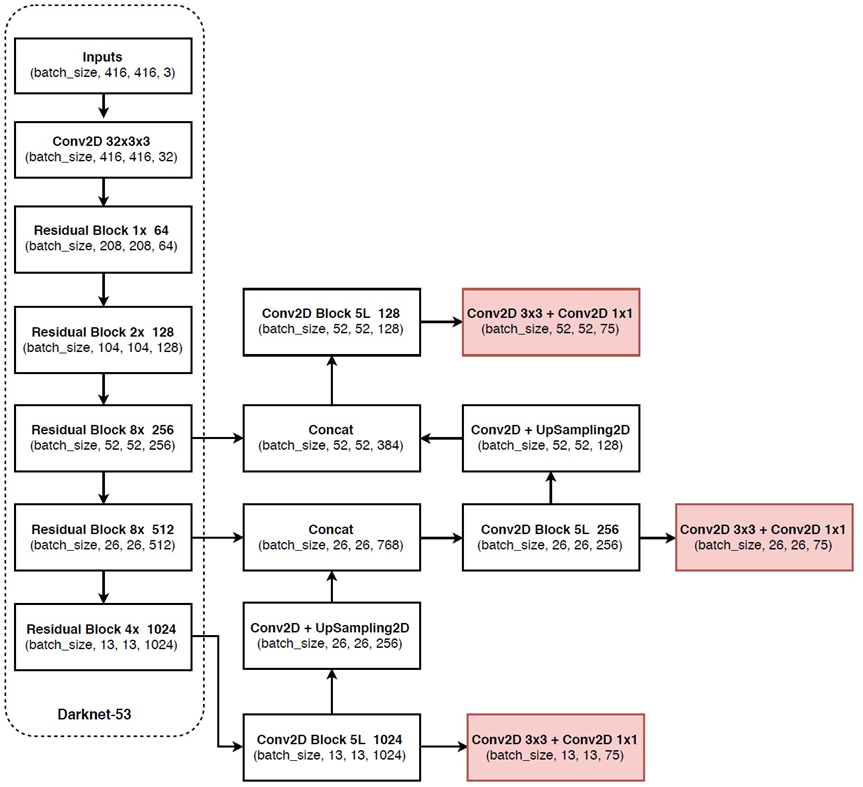 Inputs
(batch_size, 416, 416, 3)
Conv2D 32x3x3
(batch_size, 416, 416, 32)
Residual Block 1x 64
(batch_size, 208, 208, 64)
Residual Block 2x 128
(batch_size, 104, 104, 128)
Residual Block 8x 256
(batch_size, 52, 52, 256)
Residual Block 8x 512
(batch_size, 26, 26, 512)
Residual Block 4x 1024
(batch_size, 13, 13, 1024)
Darknet-53
Conv2D Block 5L 128
(batch_size, 52, 52, 128)
Conv2D 3x3 + Conv2D 1x1
(batch_size, 52, 52, 75)
Concat
(batch_size, 52, 52, 384)
Conv2D + UpSampling2D
(batch_size, 52, 52, 128)
Concat
(batch_size, 26, 26, 768)
Conv2D Block 5L 256
(batch_size, 26, 26, 256)
Conv2D 3x3 + Conv2D 1x1
(batch_size, 26, 26, 75)
Conv2D + UpSampling2D
(batch_size, 26, 26, 256)
Conv2D Block 5L 1024
(batch_size, 13, 13, 1024)
Conv2D 3x3 + Conv2D 1x1
(batch_size, 13, 13, 75)